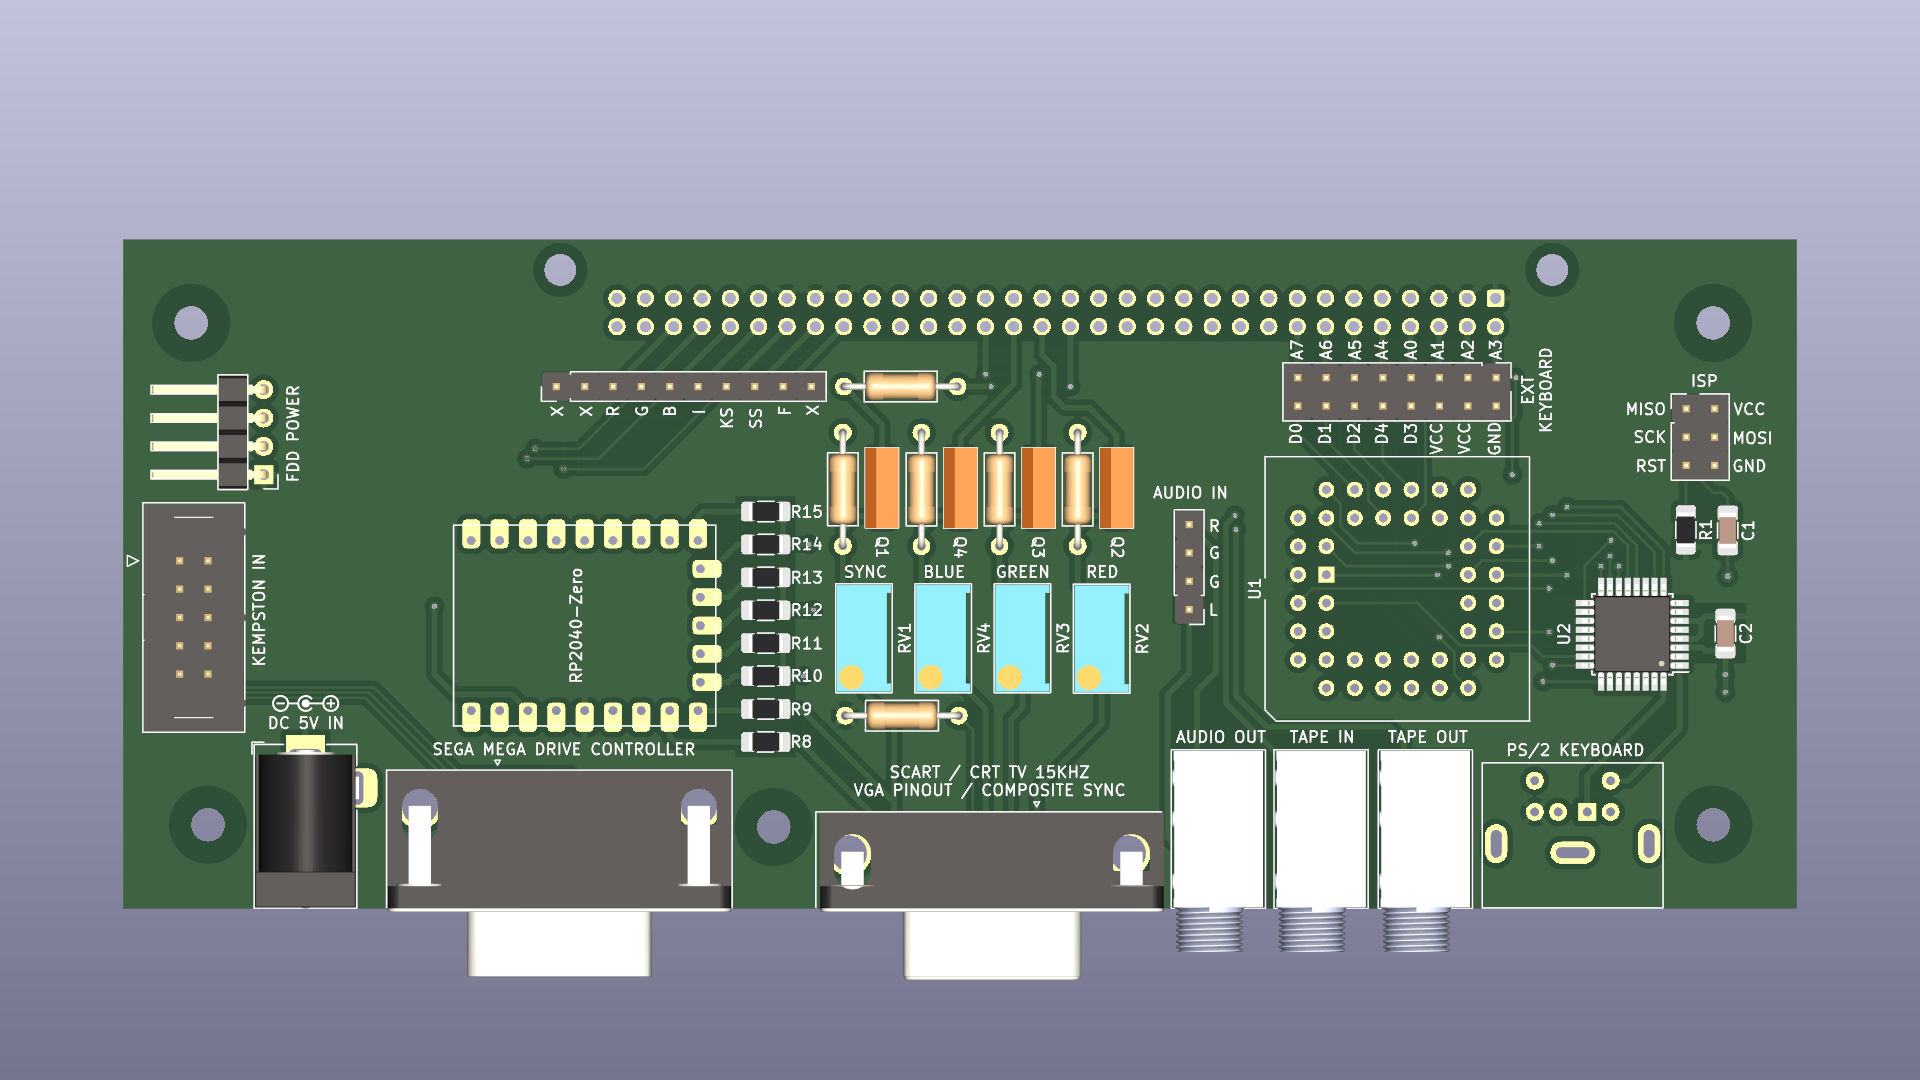 A7
A6
A5
A4
A0
A1
A2
A3
EXT
KEYBOARD
D0
D1
D2
D4
D3
VCC
VCC
GND
ISP
MISO VCC
SCK MOSI
RST GND
FDD POWER
X
X
R
G
B
I
KS
SS
F
X
R15
R14
R13
R12
R11
R10
R9
R8
Q1
Q4
Q3
Q2
SYNC BLUE GREEN RED
RV1
RV4
RV3
RV2
AUDIO IN
R
G
G
L
U1
R1
C1
U2
C2
KEMPSTON IN
RP2040-Zero
DC 5V IN
SEGA MEGA DRIVE CONTROLLER
SCART / CRT TV 15KHZ
VGA PINOUT / COMPOSITE SYNC
AUDIO OUT TAPE IN TAPE OUT
PS/2 KEYBOARD